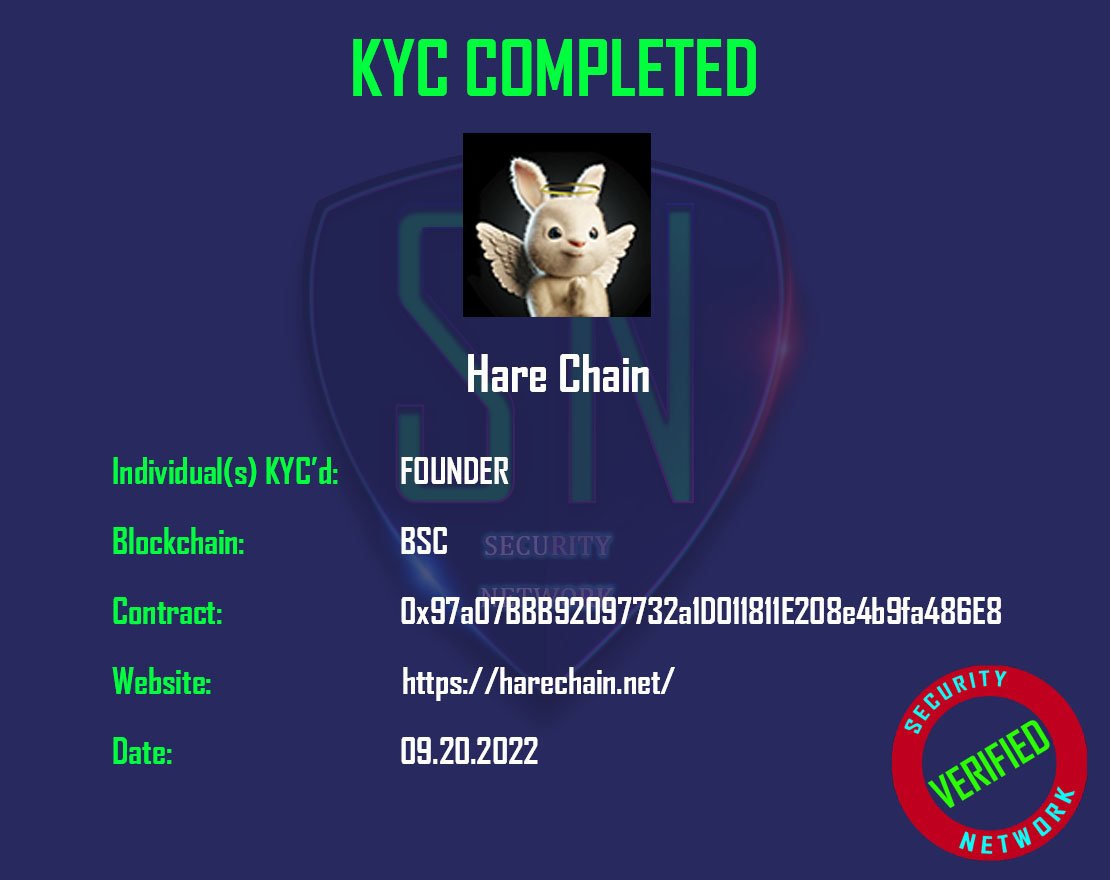 KYC COMPLETED
SN
Hare Chain
Individual(s) KYC’d: FOUNDER
Blockchain: BSC
SECURITY
NETWORK
Contract: 0x97a07BBB92097732a1D011811E208e4b9fa486E8
Website: https://harechain.net/
Date: 09.20.2022
SECURITY
VERIFIED
NETWORK